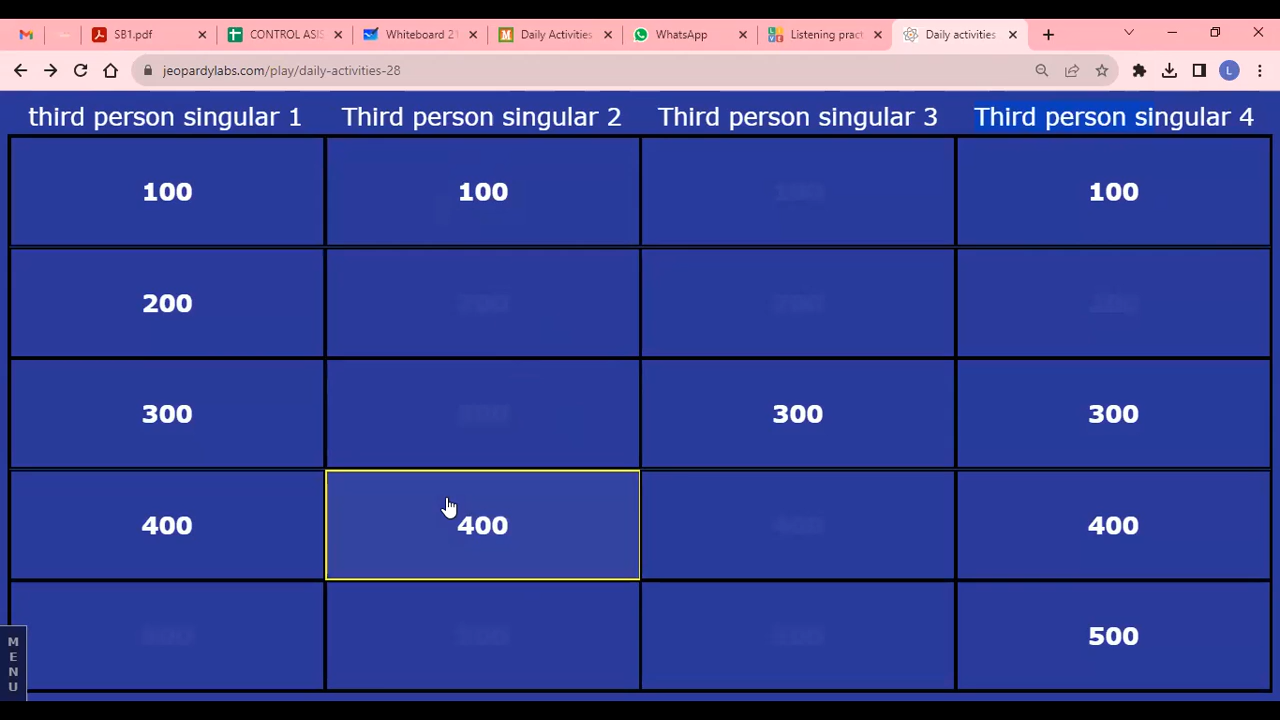 SB1.pdf CONTROL ASIS Whiteboard 21 Daily Activities WhatsApp Listening pract Daily activities
jeopardylabs.com/play/daily-activities-28 L
third person singular 1 Third person singular 2 Third person singular 3 Third person singular 4
100 100 100
200
300 300 300
400 400 400
500
MENU